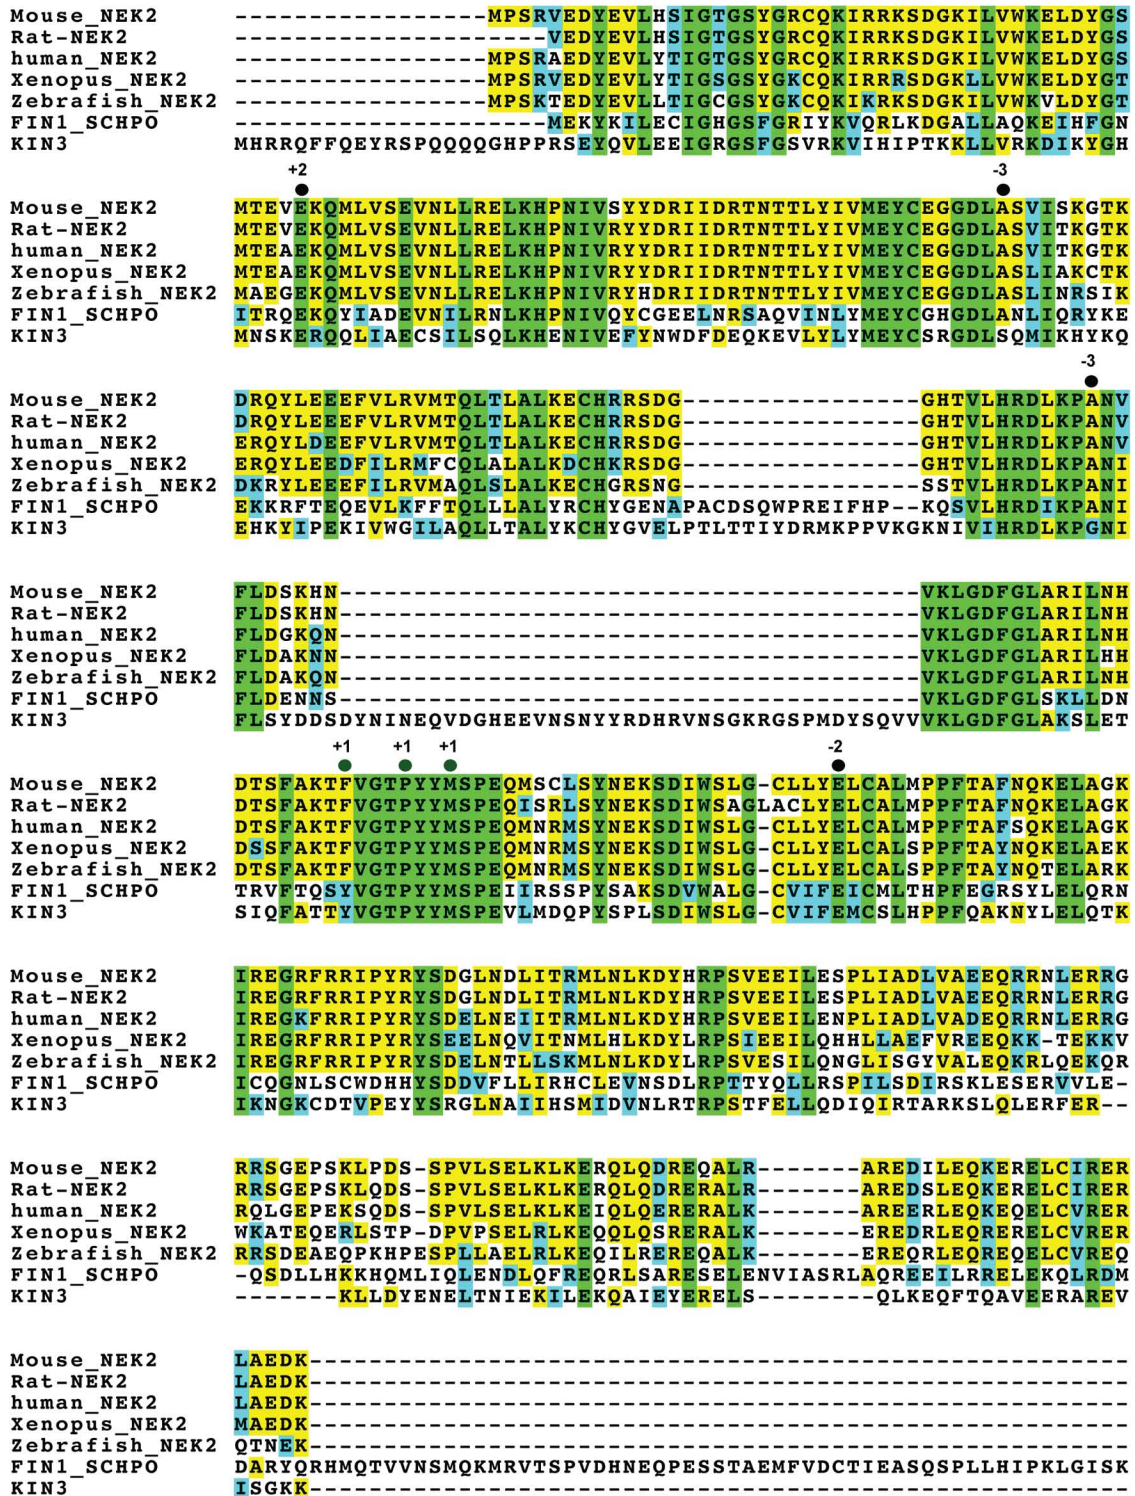 Mouse_NEK2 -----------------MPSRVEDYEVLHSIGTGSYGRCQKIRRKSDGKILVWKELDYGS
Rat-NEK2 ---------------------VEDYEVLHSIGTGSYGRCQKIRRKSDGKILVWKELDYGS
human_NEK2 -----------------MPSRAEDYEVLYTIGTGSYGRCQKIRRKSDGKILVWKELDYGS
Xenopus_NEK2 -----------------MPSRVEDYEVLYTIGSGSYGKCQKIRRRSDGKLLVWKELDYGT
Zebrafish_NEK2 -----------------MPSKTEDYEVLLTIGCGSYGKCQKIKRKSDGKILVWKVLDYGT
FIN1_SCHPO ---------------------MEKYKILECIGHGSFGRIYKVQRLKDGALLAQKEIHFGN
KIN3 MHRRQFFQEYRSPQQQQGHPPRSEYQVLEEIGRGSFGSVRKVIHIPTKKLLVRKDIKYGH
+2 -3
Mouse_NEK2 MTEVEKQMLVSEVNLLRELKHPNIVSYYDRIIDRTNTTLYIVMEYCEGGDLASVISKGTK
Rat-NEK2 MTEVEKQMLVSEVNLLRELKHPNIVRYYDRIIDRTNTTLYIVMEYCEGGDLASVITKGTK
human_NEK2 MTEAEKQMLVSEVNLLRELKHPNIVRYYDRIIDRTNTTLYIVMEYCEGGDLASVITKGTK
Xenopus_NEK2 MTEAEKQMLVSEVNLLRELKHPNIVRYYDRIIDRTNTTLYIVMEYCEGGDLASLIAKCTK
Zebrafish_NEK2 MAEGEKQMLVSEVNLLRELKHPNIVRYHDRIIDRTNTTLYIVMEYCEGGDLASLINRSIK
FIN1_SCHPO ITRQEKQYIADEVNILRNLKHPNIVQYCGEELNRSAQVINLYMEYCGHGDLANLIQRYKE
KIN3 MNSKERQQLIAECSILSQLKHENIVEFYNWDFDEQKEVLYLYMEYCSRGDLSQMIKHYKQ
-3
Mouse_NEK2 DRQYLEEEFVLRVMTQLTLALKECHRRSDG----------------GHTVLHRDLKPANV
Rat-NEK2 DRQYLEEEFVLRVMTQLTLALKECHRRSDG----------------GHTVLHRDLKPANV
human_NEK2 ERQYLDEEFVLRVMTQLTLALKECHRRSDG----------------GHTVLHRDLKPANV
Xenopus_NEK2 ERQYLEEDFILRMFCQLALALKDCHKRSDG----------------GHTVLHRDLKPANI
Zebrafish_NEK2 DKRYLEEEFILRVMAQLSLALKECHGRSNG----------------SSTVLHRDLKPANI
FIN1_SCHPO EKKRFTEQEVLKFFTQLLLALYRCHYGENAPACDSQWPREIFHP--KQSVLHRDIKPANI
KIN3 EHKYIPEKIVWGILAQLLTALYKCHYGVELPTLTTIYDRMKPPVKGKNIVIHRDLKPGNI
Mouse_NEK2 FLDSKHN---------------------------------------VKLGDFGLARILNH
Rat-NEK2 FLDSKHN---------------------------------------VKLGDFGLARILNH
human_NEK2 FLDGKQN---------------------------------------VKLGDFGLARILNH
Xenopus_NEK2 FLDAKNN---------------------------------------VKLGDFGLARILHH
Zebrafish_NEK2 FLDAKQN---------------------------------------VKLGDFGLARILNH
FIN1_SCHPO FLDENNS---------------------------------------VKLGDFGLSKLLDN
KIN3 FLSYDDSDYNINEQVDGHEEVNSNYYRDHRVNSGKRGSPMDYSQVVVKLGDFGLAKSLET
+1 +1 +1 -2
Mouse_NEK2 DTSFAKTFVGTPYYMSPEQMSCLSYNEKSDIWSLG-CLLYELCALMPPFTAFNQKELAGK
Rat-NEK2 DTSFAKTFVGTPYYMSPEQISRLSYNEKSDIWSAGLACLYELCALMPPFTAFNQKELAGK
human_NEK2 DTSFAKTFVGTPYYMSPEQMNRMSYNEKSDIWSLG-CLLYELCALMPPFTAFSQKELAGK
Xenopus_NEK2 DSSFAKTFVGTPYYMSPEQMNRMSYNEKSDIWSLG-CLLYELCALSPPFTAYNQKELAEK
Zebrafish_NEK2 DTSFAKTFVGTPYYMSPEQMNRMSYNEKSDIWSLG-CLLYELCALSPPFTAYNQTELARK
FIN1_SCHPO TRVFTQSYVGTPYYMSPEIIRSSPYSAKSDVWALG-CVIFEICMLTHPFEGRSYLELQRN
KIN3 SIQFATTYVGTPYYMSPEVLMDQPYSPLSDIWSLG-CVIFEMCSLHPPFQAKNYLELQTK
Mouse_NEK2 IREGRFRRIPYRYSDGLNDLITRMLNLKDYHRPSVEEILESPLIADLVAEEQRRNLERRG
Rat-NEK2 IREGRFRRIPYRYSDGLNDLITRMLNLKDYHRPSVEEILESPLIADLVAEEQRRNLERRG
human_NEK2 IREGKFRRIPYRYSDELNEIITRMLNLKDYHRPSVEEILENPLIADLVADEQRRNLERRG
Xenopus_NEK2 IREGRFRRIPYRYSEELNQVITNMLHLKDYLRPSIEEILQHHLLAEFVREEQKK-TEKKV
Zebrafish_NEK2 IREGRFRRIPYRYSDELNTLLSKMLNLKDYLRPSVESILQNGLISGYVALEQKRLQEKQR
FIN1_SCHPO ICQGNLSCWDHHYSDDVFLLIRHCLEVNSDLRPTTYQLLRSPILSDIRSKLESERVVLE-
KIN3 IKNGKCDTVPEYYSRGLNAIIHSMIDVNLRTRPSTFELLQDIQIRTARKSLQLERFER--
Mouse_NEK2 RRSGEPSKLPDS-SPVLSELKLKERQLQDREQALR-------AREDILEQKERELCIRER
Rat-NEK2 RRSGEPSKLQDS-SPVLSELKLKERQLQDRERALR-------AREDSLEQKERELCIRER
human_NEK2 RQLGEPEKSQDS-SPVLSELKLKEIQLQERERALK-------AREERLEQKEQELCVRER
Xenopus_NEK2 WKATEQERLSTP-DPVPSELRLKEQQLQSRERALK-------EREDRLEQRERELCVRER
Zebrafish_NEK2 RRSDEAEQPKHPESPLLAELRLKEQILREREQALK-------EREQRLEQREQELCVREQ
FIN1_SCHPO -QSDLLHKKHQMLIQLENDLQFREQRLSARESELENVIASRLAQREEILRRELEKQLRDM
KIN3 -------KLLDYENELTNIEKILEKQAIEYERELS--------QLKEQFTQAVEERAREV
Mouse_NEK2 LAEDK-------------------------------------------------------
Rat-NEK2 LAEDK-------------------------------------------------------
human_NEK2 LAEDK-------------------------------------------------------
Xenopus_NEK2 MAEDK-------------------------------------------------------
Zebrafish_NEK2 QTNEK-------------------------------------------------------
FIN1_SCHPO DARYQRHMQTVVNSMQKMRVTSPVDHNEQPESSTAEMFVDCTIEASQSPLLHIPKLGISK
KIN3 ISGKK-------------------------------------------------------